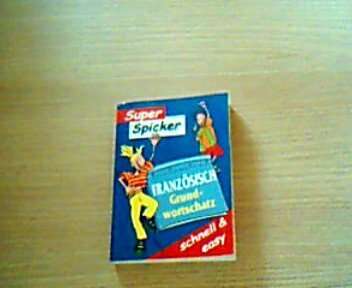 Super
Spicker
FRANZÖSISCH
Grund-
wortschatz
schnell &
easy